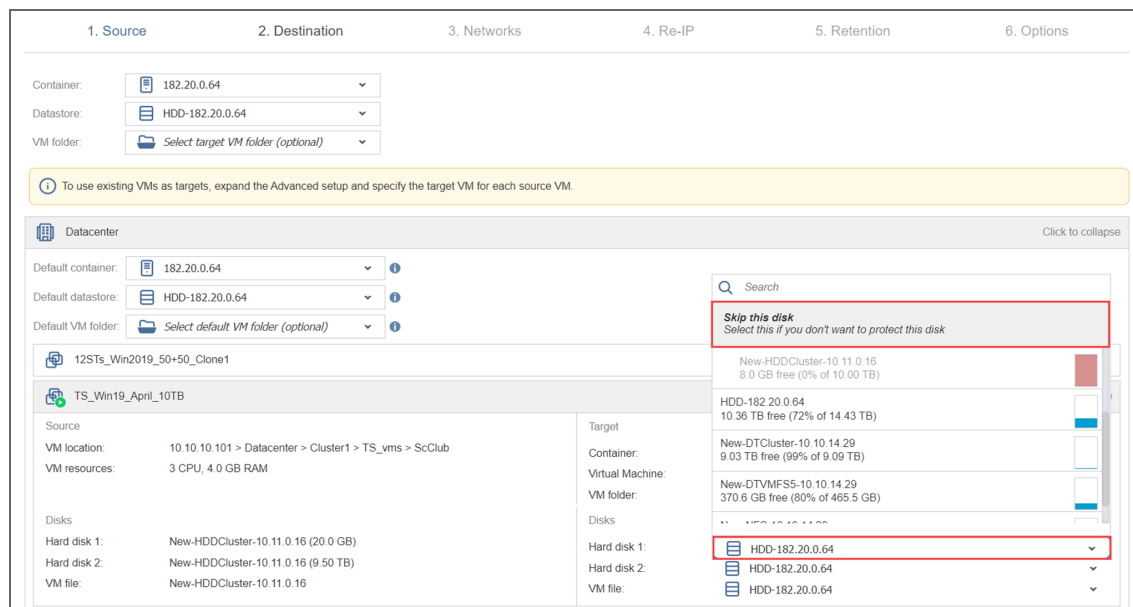 1. Source 2. Destination 3. Networks 4. Re-IP 5. Retention 6. Options
Container: 182.20.0.64
Datastore: HDD-182.20.0.64
VM folder: Select target VM folder (optional)
To use existing VMs as targets, expand the Advanced setup and specify the target VM for each source VM.
Datacenter Click to collapse
Default container: 182.20.0.64
Default datastore: HDD-182.20.0.64
Default VM folder: Select default VM folder (optional)
Search
Skip this disk
Select this if you don't want to protect this disk
New-HDDCluster-10.11.0.16
8.0 GB free (0% of 10.00 TB)
HDD-182.20.0.64
10.36 TB free (72% of 14.43 TB)
New-DTCluster-10.10.14.29
9.03 TB free (99% of 9.09 TB)
New-DTVMFS5-10.10.14.29
370.6 GB free (80% of 465.5 GB)
12STs_Win2019_50+50_Clone1
TS_Win19_April_10TB
Source
VM location: 10.10.10.101 > Datacenter > Cluster1 > TS_vms > ScClub
VM resources: 3 CPU, 4.0 GB RAM
Target
Container:
Virtual Machine:
VM folder:
Disks
Hard disk 1: New-HDDCluster-10.11.0.16 (20.0 GB)
Hard disk 2: New-HDDCluster-10.11.0.16 (9.50 TB)
VM file: New-HDDCluster-10.11.0.16
Disks
Hard disk 1: HDD-182.20.0.64
Hard disk 2: HDD-182.20.0.64
VM file: HDD-182.20.0.64